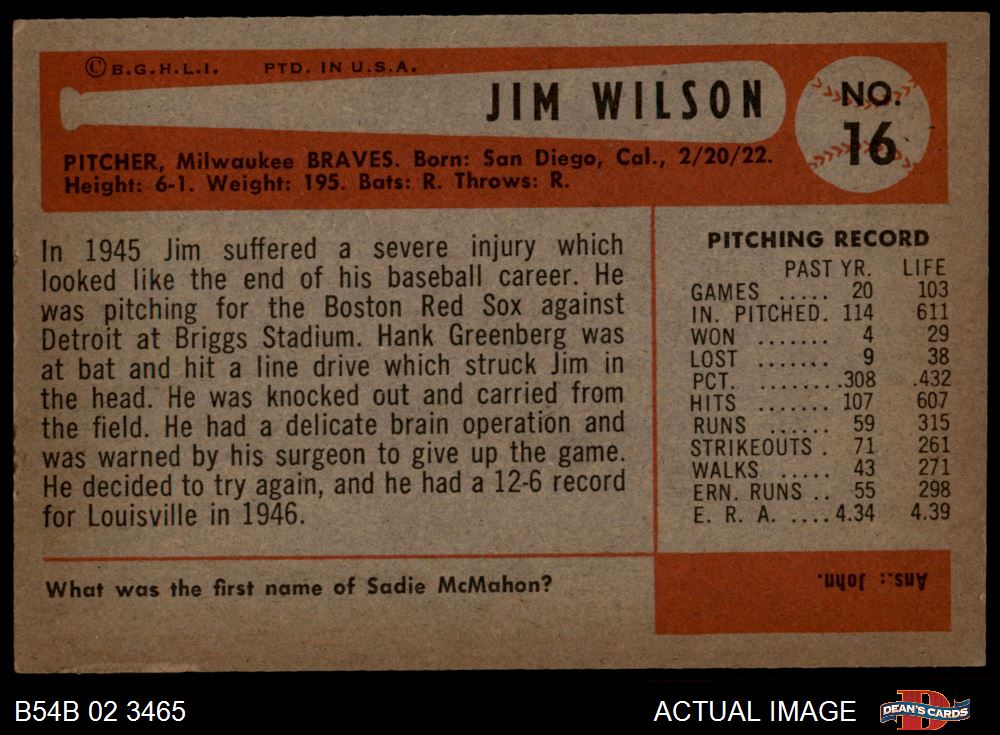 © B.G.H.L.I. PTD. IN U.S.A.
JIM WILSON
NO.
16
PITCHER, Milwaukee BRAVES. Born: San Diego, Cal., 2/20/22.
Height: 6-1. Weight: 195. Bats: R. Throws: R.
In 1945 Jim suffered a severe injury which
looked like the end of his baseball career. He
was pitching for the Boston Red Sox against
Detroit at Briggs Stadium. Hank Greenberg was
at bat and hit a line drive which struck Jim in
the head. He was knocked out and carried from
the field. He had a delicate brain operation and
was warned by his surgeon to give up the game.
He decided to try again, and he had a 12-6 record
for Louisville in 1946.
PITCHING RECORD
PAST YR. LIFE
GAMES ..... 20 103
IN. PITCHED. 114 611
WON ....... 4 29
LOST ....... 9 38
PCT. ........308 .432
HITS ....... 107 607
RUNS ...... 59 315
STRIKEOUTS . 71 261
WALKS ..... 43 271
ERN. RUNS .. 55 298
E. R. A. ....4.34 4.39
What was the first name of Sadie McMahon?
Ans.: John.
B54B 02 3465
ACTUAL IMAGE
D
DEAN'S CARDS